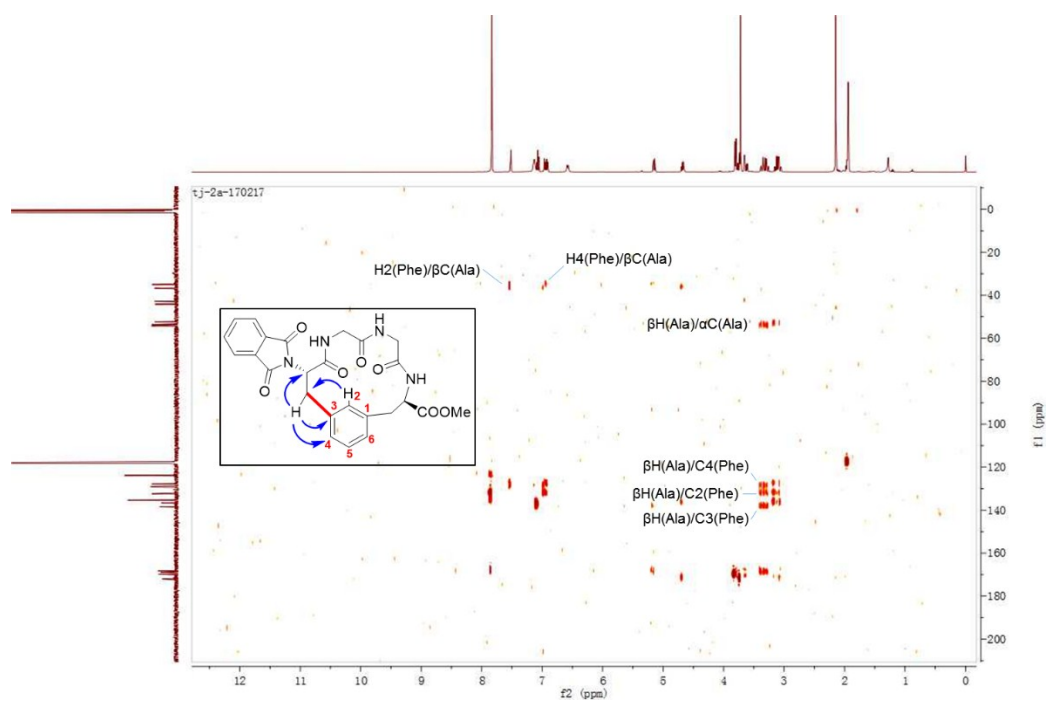 tj-2a-170217
H2(Phe)/βC(Ala)
H4(Phe)/βC(Ala)
βH(Ala)/αC(Ala)
βH(Ala)/C4(Phe)
βH(Ala)/C2(Phe)
βH(Ala)/C3(Phe)
O
H
N
O
N
H
O
N
O
O
O
NH
H
2
H
3
1
COOMe
4
6
5
0
20
40
60
80
100
120
140
160
180
200
f1 (ppm)
12 11 10 9 8 7 6 5 4 3 2 1 0
f2 (ppm)